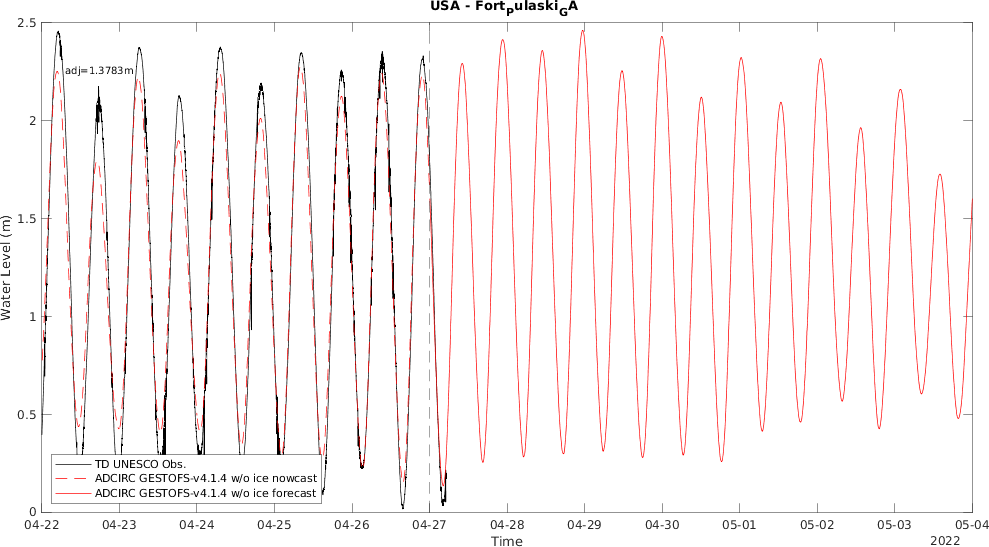 USA - FortPulaskiGA
2.5
adj=1.3783m
2
1.5
Water Level (m)
1
0.5
TD UNESCO Obs.
ADCIRC GESTOFS-v4.1.4 w/o ice nowcast
ADCIRC GESTOFS-v4.1.4 w/o ice forecast
0
04-22 04-23 04-24 04-25 04-26 04-27 04-28 04-29 04-30 05-01 05-02 05-03 05-04
Time
2022